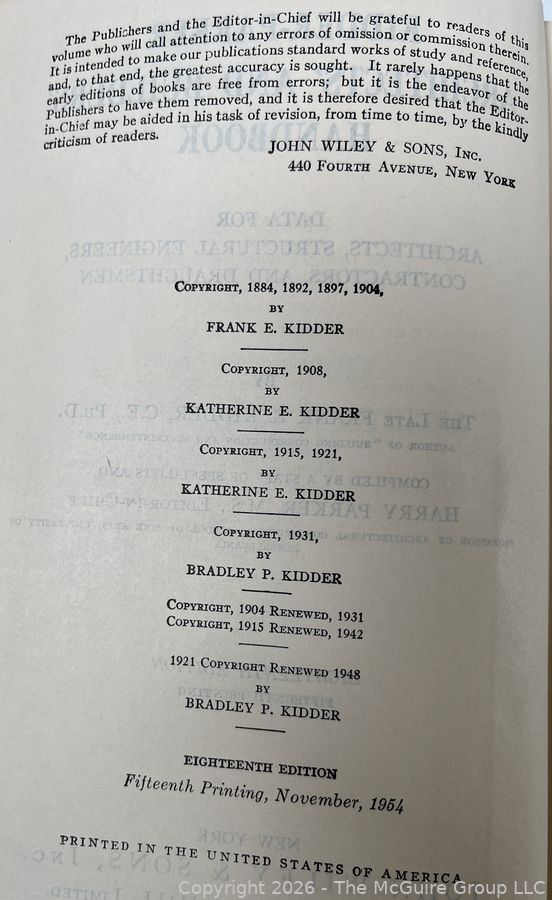 The Publishers and the Editor-in-Chief will be grateful to readers of this
volume who will call attention to any errors of omission or commission therein.
It is intended to make our publications standard works of study and reference,
and, to that end, the greatest accuracy is sought. It rarely happens that the
early editions of books are free from errors; but it is the endeavor of the
Publishers to have them removed, and it is therefore desired that the Editor-
in-Chief may be aided in his task of revision, from time to time, by the kindly
criticism of readers.
JOHN WILEY & SONS, INC.
440 FOURTH AVENUE, NEW YORK
COPYRIGHT, 1884, 1892, 1897, 1904,
BY
FRANK E. KIDDER
COPYRIGHT, 1908,
BY
KATHERINE E. KIDDER
COPYRIGHT, 1915, 1921,
BY
KATHERINE E. KIDDER
COPYRIGHT, 1931,
BY
BRADLEY P. KIDDER
COPYRIGHT, 1904 RENEWED, 1931
COPYRIGHT, 1915 RENEWED, 1942
1921 COPYRIGHT RENEWED 1948
BY
BRADLEY P. KIDDER
EIGHTEENTH EDITION
Fifteenth Printing, November, 1954
PRINTED IN THE UNITED STATES OF AMERICA
Copyright 2026 - The McGuire Group LLC